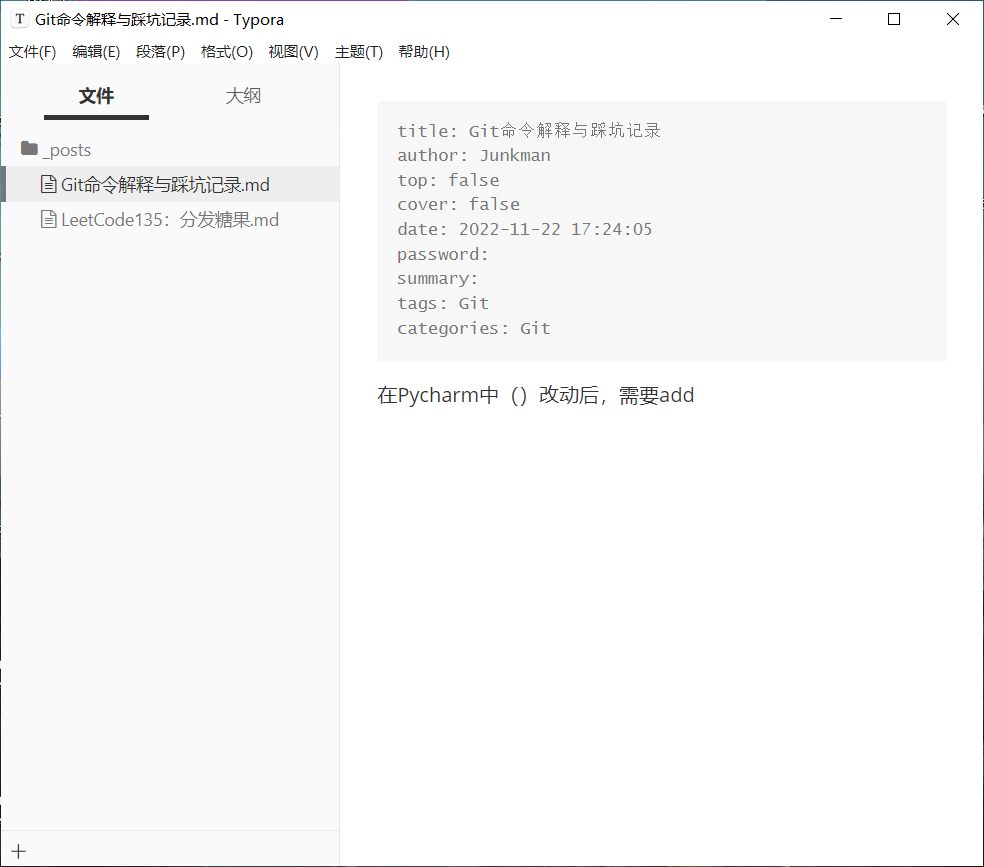 T Git命令解释与踩坑记录.md - Typora
文件(F) 编辑(E) 段落(P) 格式(O) 视图(V) 主题(T) 帮助(H)
文件 大纲
_posts
Git命令解释与踩坑记录.md
LeetCode135：分发糖果.md
title: Git命令解释与踩坑记录
author: Junkman
top: false
cover: false
date: 2022-11-22 17:24:05
password:
summary:
tags: Git
categories: Git
在Pycharm中（）改动后，需要add